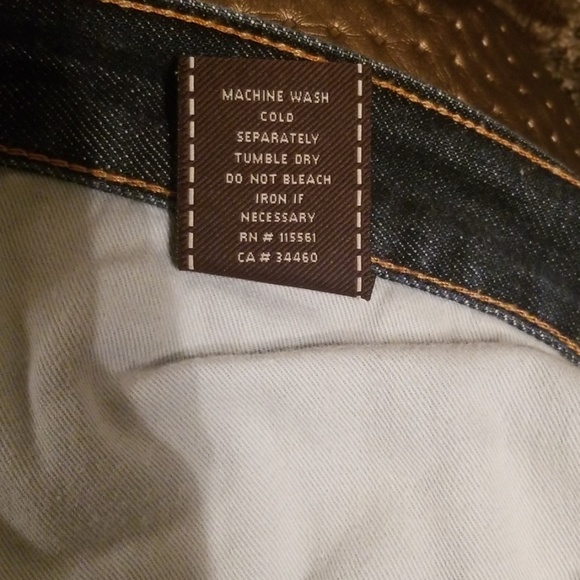 MACHINE WASH
COLD
SEPARATELY
TUMBLE DRY
DO NOT BLEACH
IRON IF
NECESSARY
RN # 115561
CA # 34460